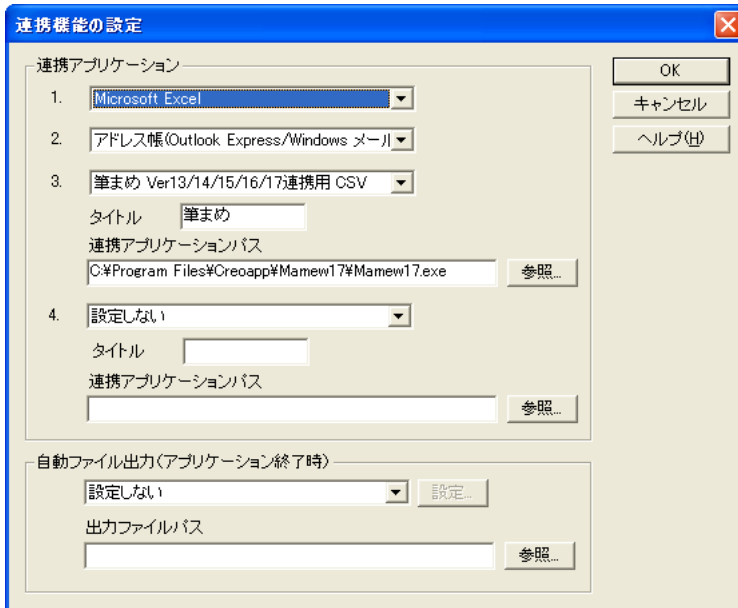 連携機能の設定
連携アプリケーション
1. Microsoft Excel
2. アドレス帳(Outlook Express/Windows メール
3. 筆まめ Ver13/14/15/16/17連携用 CSV
タイトル 筆まめ
連携アプリケーションパス
C:¥Program Files¥Creoapp¥Mamew17¥Mamew17.exe 参照...
4. 設定しない
タイトル
連携アプリケーションパス
参照...
自動ファイル出力(アプリケーション終了時)
設定しない 設定...
出力ファイルパス
参照...
OK
キャンセル
ヘルプ(H)